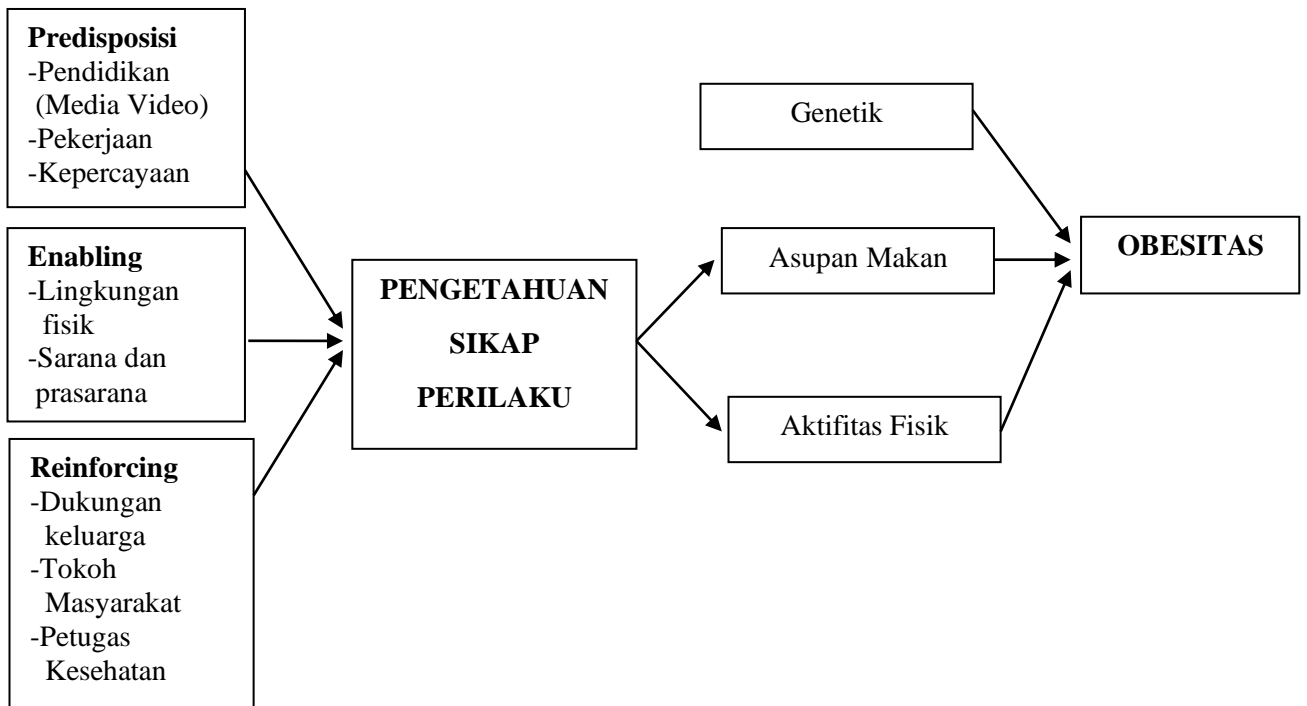 Predisposisi
-Pendidikan
(Media Video)
-Pekerjaan
-Kepercayaan
Enabling
-Lingkungan
fisik
-Sarana dan
prasarana
Reinforcing
-Dukungan
keluarga
-Tokoh
Masyarakat
-Petugas
Kesehatan
PENGETAHUAN
SIKAP
PERILAKU
Genetik
Asupan Makan
Aktifitas Fisik
OBESITAS